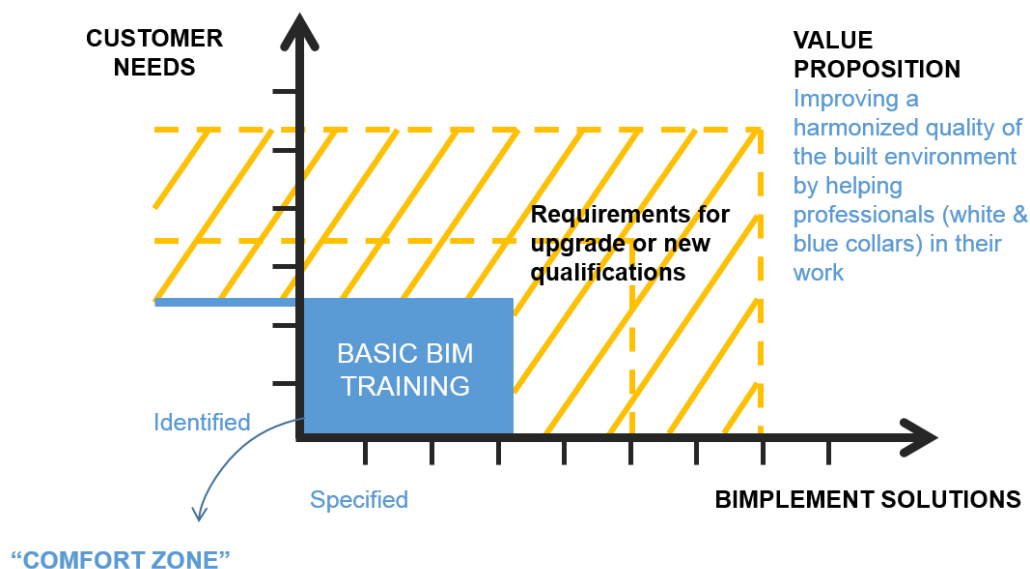 CUSTOMER
NEEDS
VALUE
PROPOSITION
Improving a
harmonized quality of
the built environment
by helping
professionals (white &
blue collars) in their
work
Requirements for
upgrade or new
qualifications
BASIC BIM
TRAINING
Identified
Specified
BIMPLEMENT SOLUTIONS
“COMFORT ZONE”